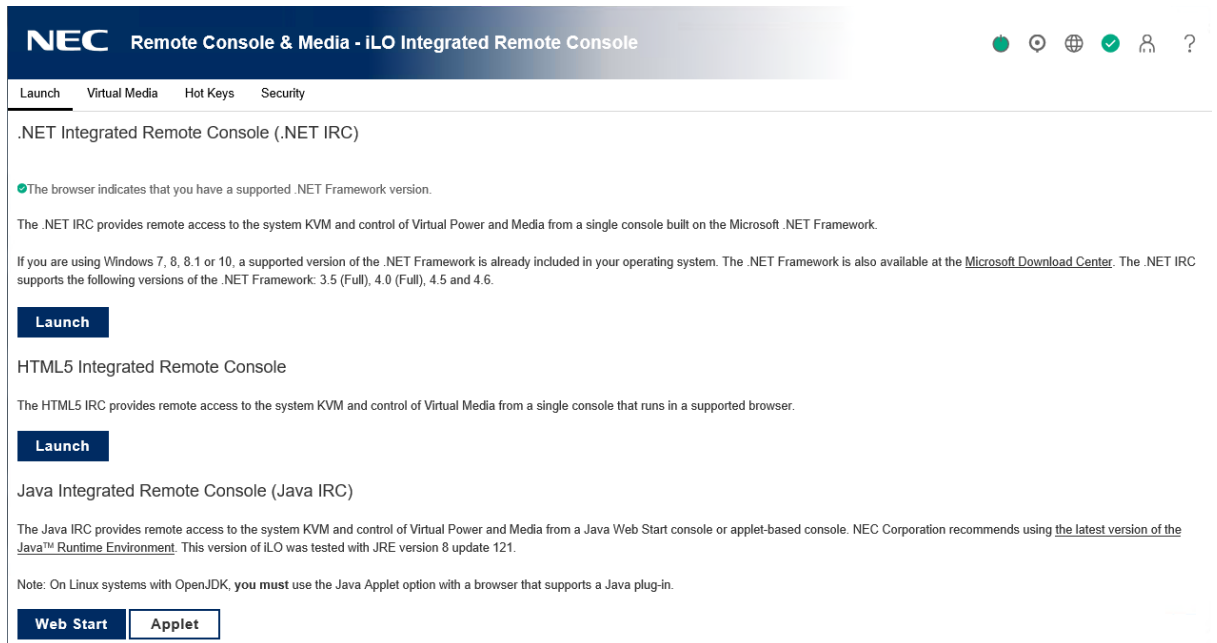 NEC Remote Console & Media - iLO Integrated Remote Console
?
Launch Virtual Media Hot Keys Security
.NET Integrated Remote Console (.NET IRC)
The browser indicates that you have a supported .NET Framework version.
The .NET IRC provides remote access to the system KVM and control of Virtual Power and Media from a single console built on the Microsoft .NET Framework.
If you are using Windows 7, 8, 8.1 or 10, a supported version of the .NET Framework is already included in your operating system. The .NET Framework is also available at the Microsoft Download Center. The .NET IRC
supports the following versions of the .NET Framework: 3.5 (Full), 4.0 (Full), 4.5 and 4.6.
Launch
HTML5 Integrated Remote Console
The HTML5 IRC provides remote access to the system KVM and control of Virtual Media from a single console that runs in a supported browser.
Launch
Java Integrated Remote Console (Java IRC)
The Java IRC provides remote access to the system KVM and control of Virtual Power and Media from a Java Web Start console or applet-based console. NEC Corporation recommends using the latest version of the
Java™ Runtime Environment. This version of iLO was tested with JRE version 8 update 121.
Note: On Linux systems with OpenJDK, you must use the Java Applet option with a browser that supports a Java plug-in.
Web Start Applet